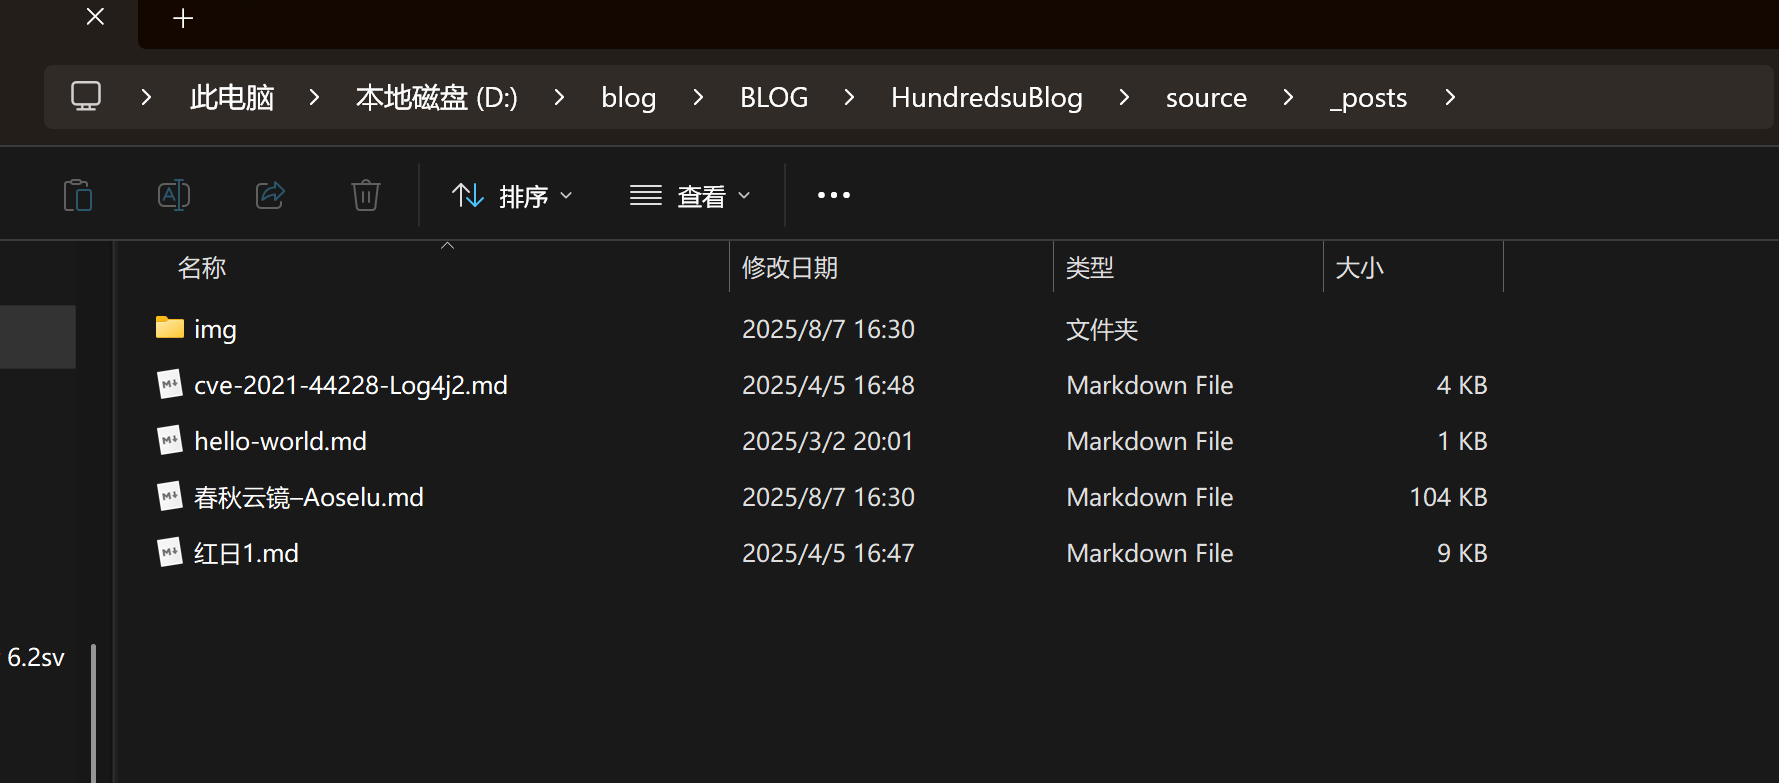 此电脑 本地磁盘 (D:) blog BLOG HundredsuBlog source _posts
排序 查看
名称 修改日期 类型 大小
img 2025/8/7 16:30 文件夹
cve-2021-44228-Log4j2.md 2025/4/5 16:48 Markdown File 4 KB
hello-world.md 2025/3/2 20:01 Markdown File 1 KB
春秋云镜–Aoselu.md 2025/8/7 16:30 Markdown File 104 KB
红日1.md 2025/4/5 16:47 Markdown File 9 KB
6.2sv